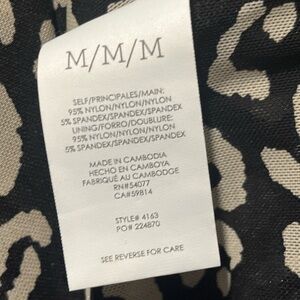 M/M/M
SELF/PRINCIPALES/MAIN:
95% NYLON/NYLON/NYLON
5% SPANDEX/SPANDEX/SPANDEX
LINING/FORRO/DOUBLURE:
95% NYLON/NYLON/NYLON
5% SPANDEX/SPANDEX/SPANDEX
MADE IN CAMBODIA
HECHO EN CAMBOYA
FABRIQUÉ AU CAMBODGE
RN#54077
CA#59814
STYLE# 4163
PO# 224870
SEE REVERSE FOR CARE